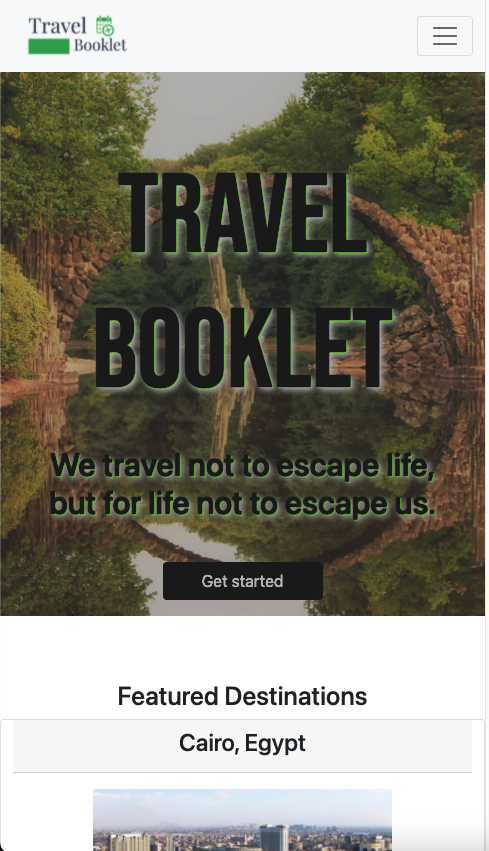 Travel
Booklet
TRAVEL
BOOKLET
We travel not to escape life,
but for life not to escape us.
Get started
Featured Destinations
Cairo, Egypt